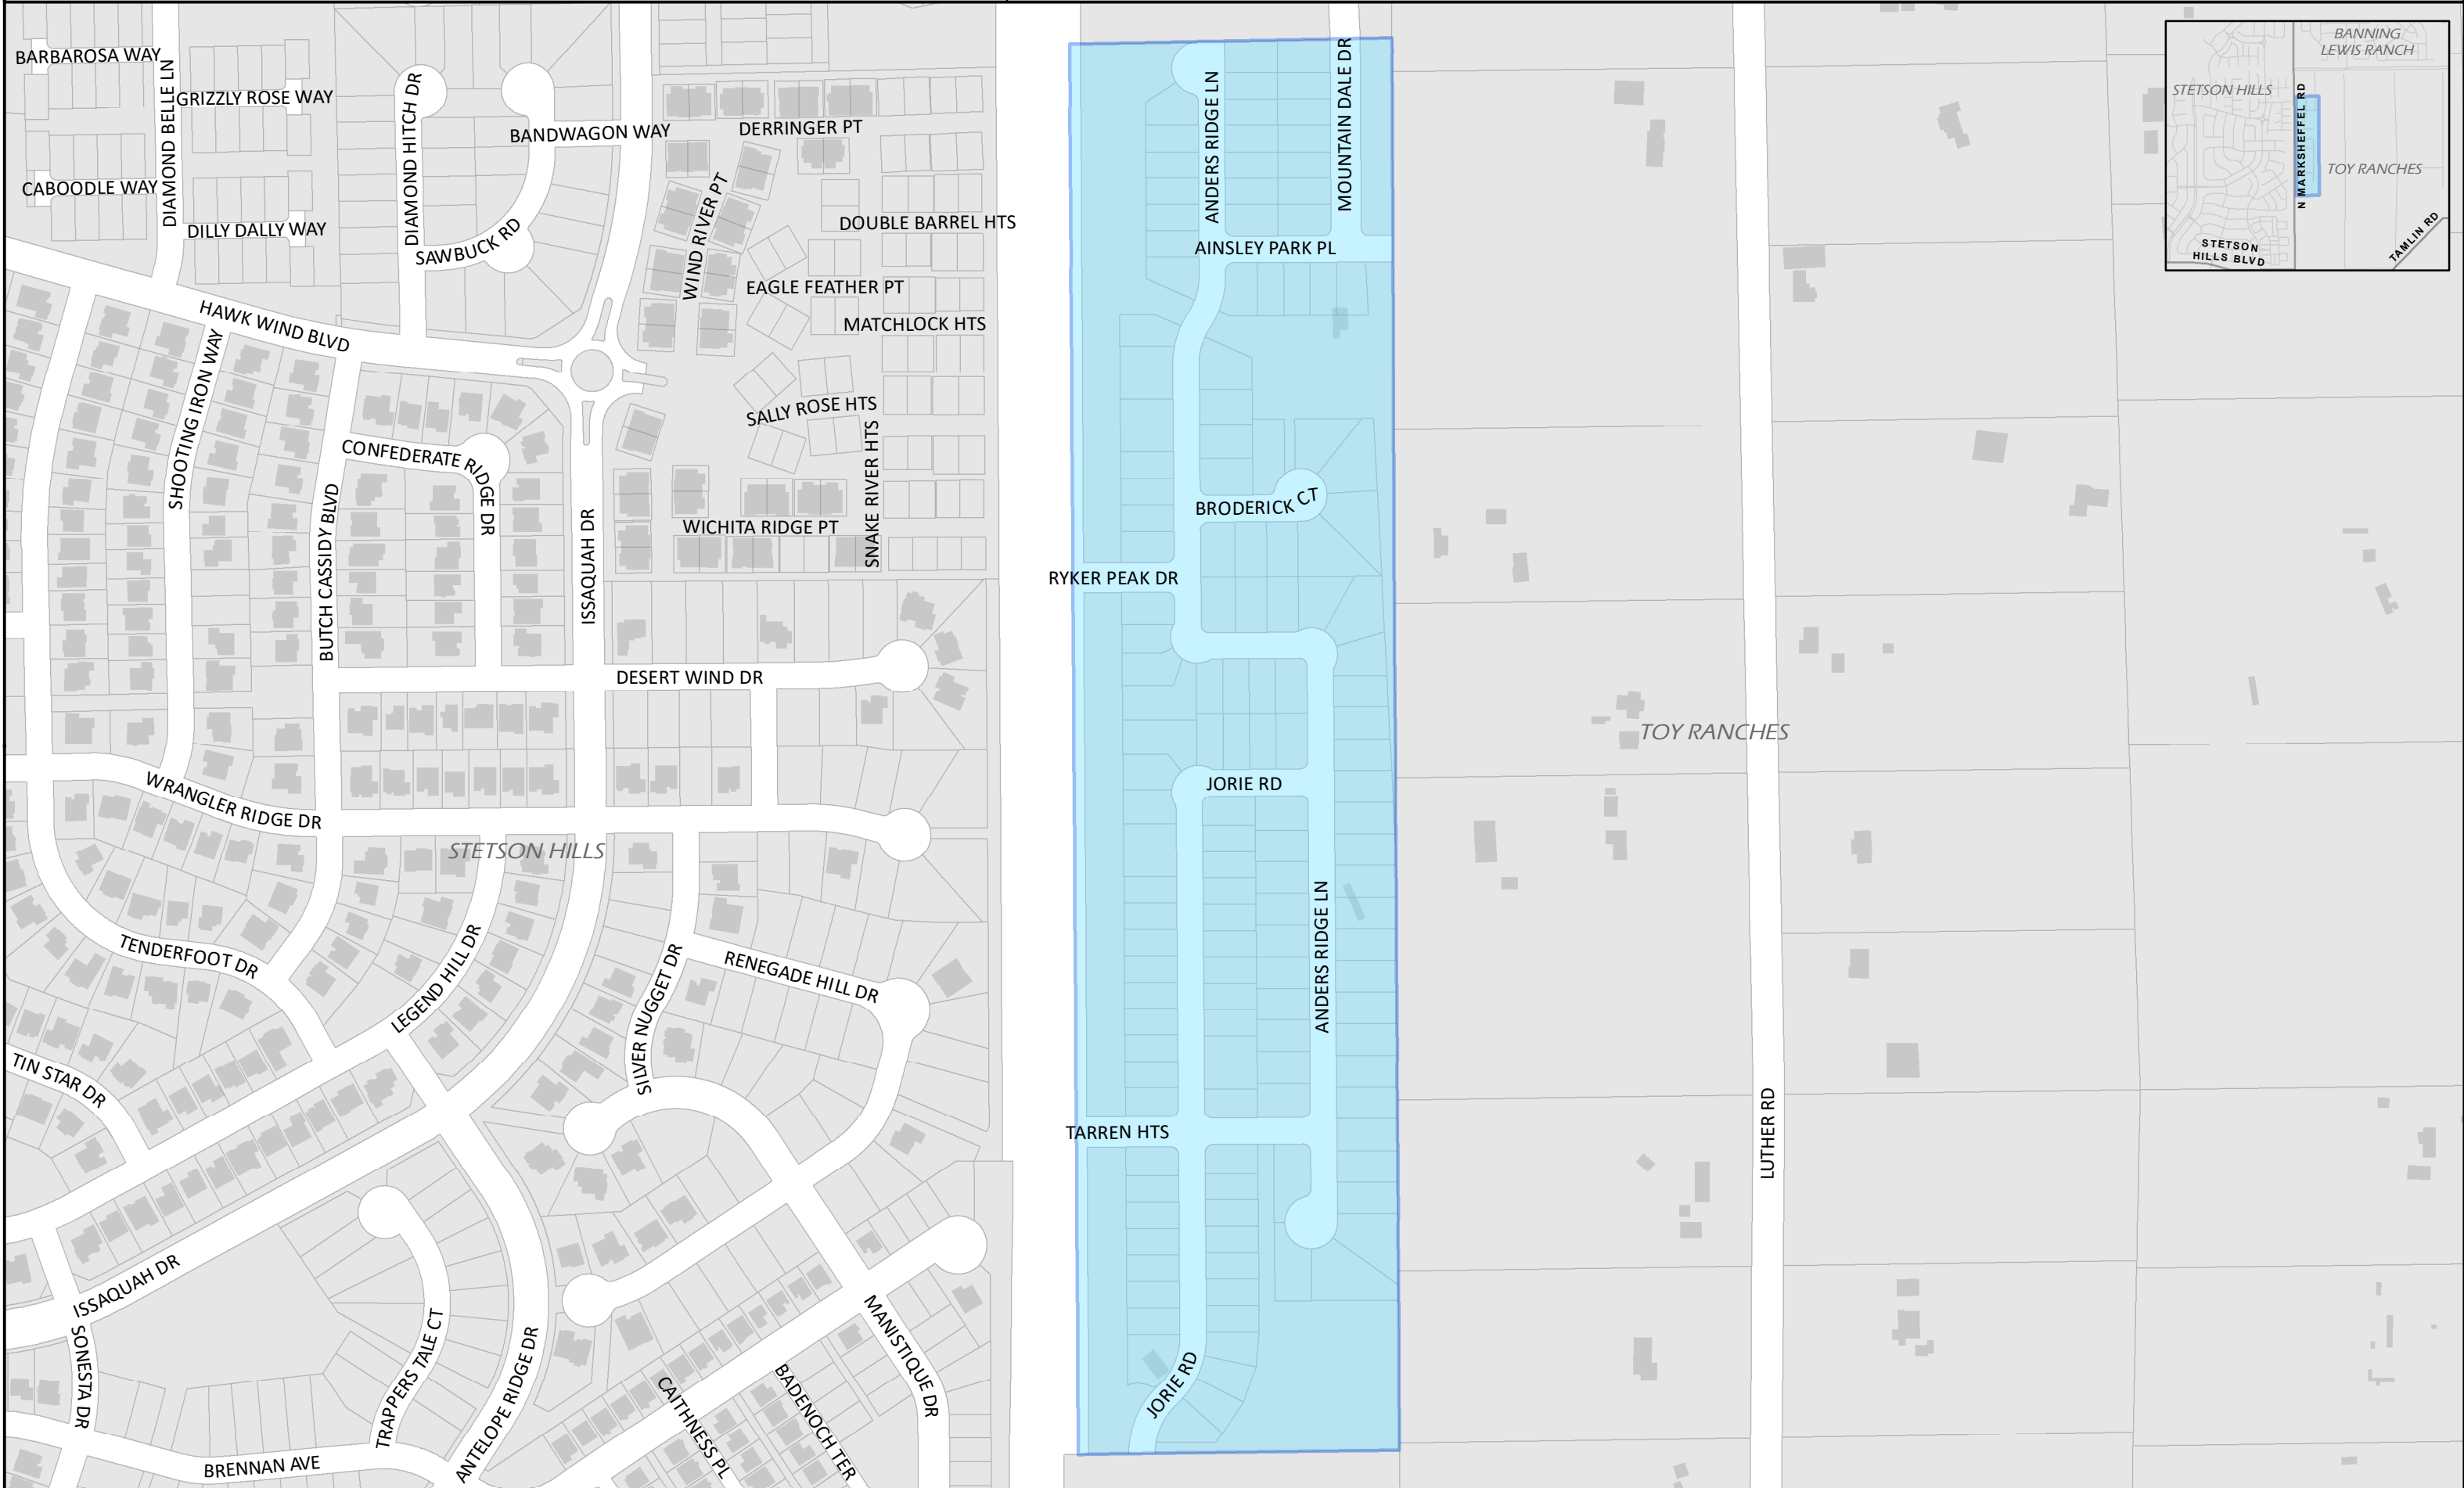 BARBAROSA WAY
DIAMOND BELLE LN
GRIZZLY ROSE WAY
CABOODLE WAY
DILLY DALLY WAY
DIAMOND HITCH DR
BANDWAGON WAY
SAWBUCK RD
DERRINGER PT
WIND RIVER PT
DOUBLE BARREL HTS
EAGLE FEATHER PT
MATCHLOCK HTS
HAWK WIND BLVD
SHOOTING IRON WAY
SALLY ROSE HTS
CONFEDERATE RIDGE DR
BUTCH CASSIDY BLVD
ISSAQUAH DR
SNAKE RIVER HTS
WICHITA RIDGE PT
DESERT WIND DR
WRANGLER RIDGE DR
STETSON HILLS
TENDERFOOT DR
LEGEND HILL DR
SILVER NUGGET DR
RENEGADE HILL DR
TIN STAR DR
ISSAQUAH DR
SONESTA DR
TRAPPERS TALE CT
ANTELOPE RIDGE DR
BRENNAN AVE
CAITHNESS PL
BADENOCH TER
MANISTIQUE DR
ANDERS RIDGE LN
MOUNTAIN DALE DR
AINSLEY PARK PL
BRODERICK CT
RYKER PEAK DR
JORIE RD
ANDERS RIDGE LN
TARREN HTS
JORIE RD
TOY RANCHES
LUTHER RD
BANNING
LEWIS RANCH
STETSON HILLS
N MARKSHEFFEL RD
TOY RANCHES
STETSON
HILLS BLVD
TAMLIN RD